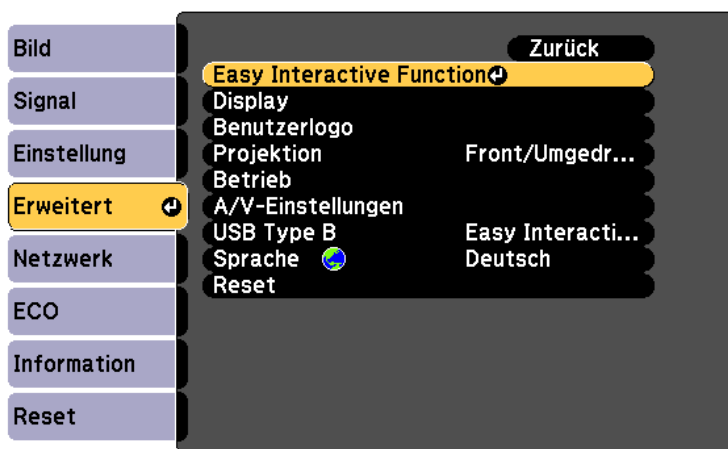 Bild
Signal
Einstellung
Erweitert
Netzwerk
ECO
Information
Reset
Zurück
Easy Interactive Function
Display
Benutzerlogo
Projektion Front/Umgedr...
Betrieb
A/V-Einstellungen
USB Type B Easy Interacti...
Sprache Deutsch
Reset